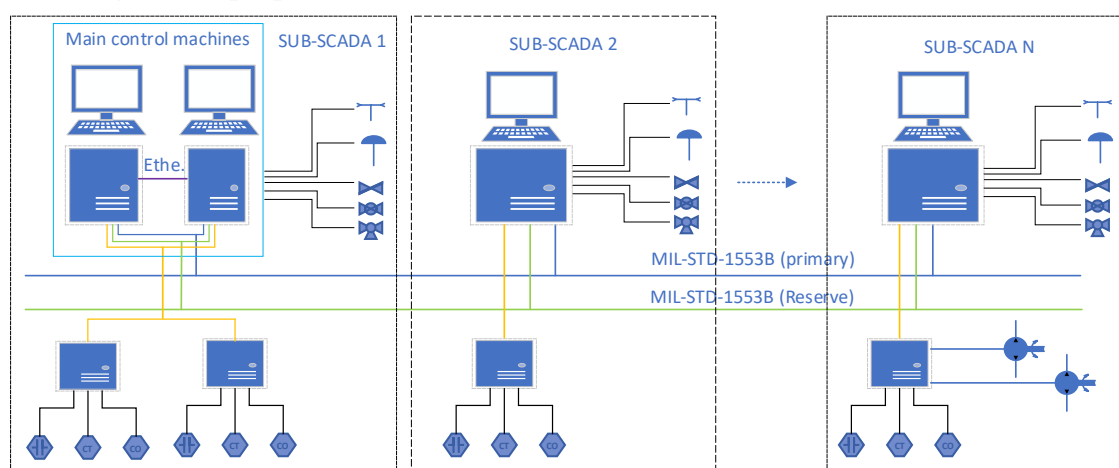 Main control machines
SUB-SCADA 1
SUB-SCADA 2
SUB-SCADA N
Ethe.
MIL-STD-1553B (primary)
MIL-STD-1553B (Reserve)
CT
CO
CT
CO
CT
CO
CT
CO